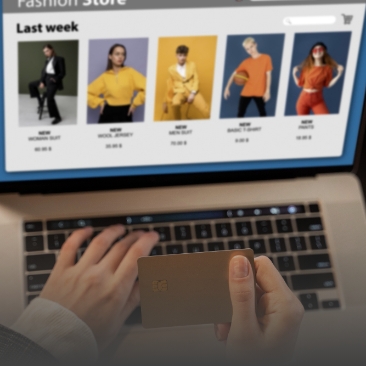 Fashion Store
Last week
NEW
WOMAN SUIT
NEW
WOOL JERSEY
NEW
MEN SUIT
NEW
BASIC T-SHIRT
NEW
PANTS